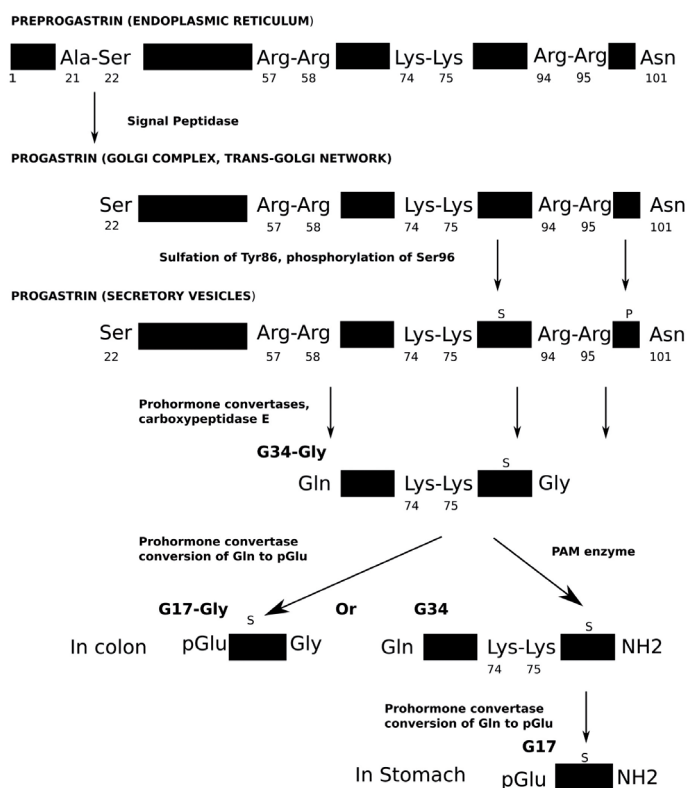 PREPROGASTRIN (ENDOPLASMIC RETICULUM)
Ala-Ser Arg-Arg Lys-Lys Arg-Arg Asn
1 21 22 57 58 74 75 94 95 101
Signal Peptidase
PROGASTRIN (GOLGI COMPLEX, TRANS-GOLGI NETWORK)
Ser Arg-Arg Lys-Lys Arg-Arg Asn
22 57 58 74 75 94 95 101
Sulfation of Tyr86, phosphorylation of Ser96
PROGASTRIN (SECRETORY VESICLES)
S P
Ser Arg-Arg Lys-Lys Arg-Arg Asn
22 57 58 74 75 94 95 101
Prohormone convertases,
carboxypeptidase E
G34-Gly
S
Gln Lys-Lys Gly
74 75
Prohormone convertase
conversion of Gln to pGlu
PAM enzyme
G17-Gly Or G34
S S
In colon pGlu Gly Gln Lys-Lys NH2
74 75
Prohormone convertase
conversion of Gln to pGlu
G17
S
In Stomach pGlu NH2